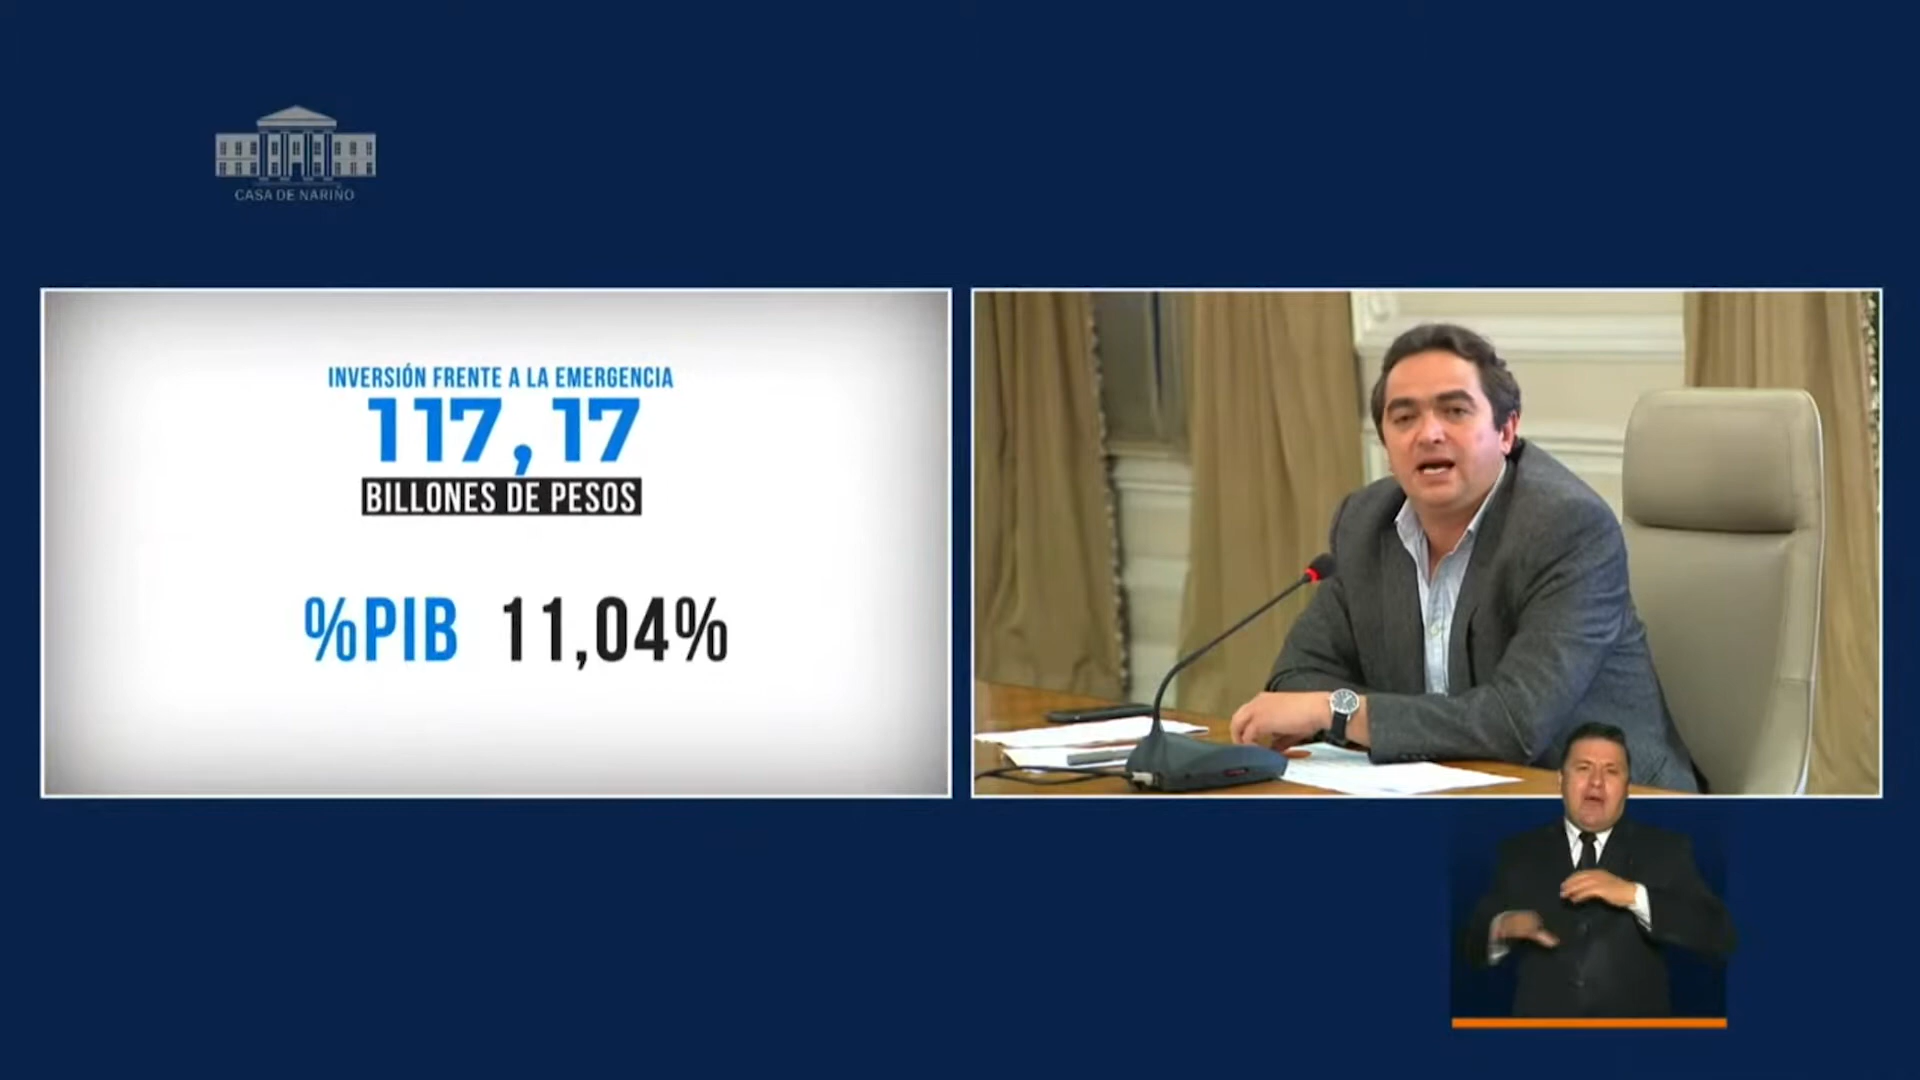 CASA DE NARIÑO
INVERSIÓN FRENTE A LA EMERGENCIA
117,17
BILLONES DE PESOS
%PIB 11,04%